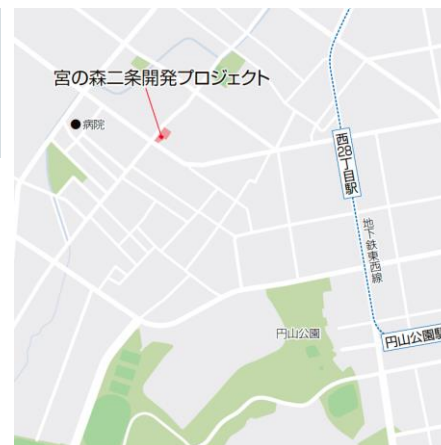 宮の森二条開発プロジェクト
病院
西28丁目駅
地下鉄東西線
円山公園
円山公園駅